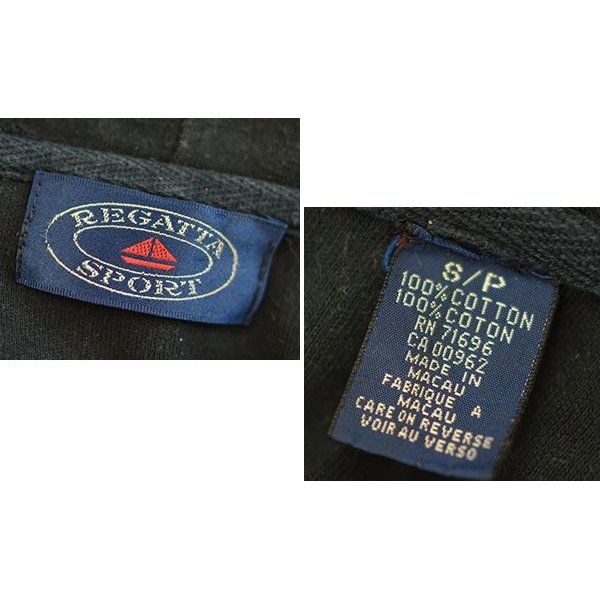 REGATTA
SPORT
S/P
100% COTTON
100% COTON
RN 71696
CA 00962
MADE IN
MACAU
FABRIQUE A
MACAU
CARE ON REVERSE
VOIR AU VERSO